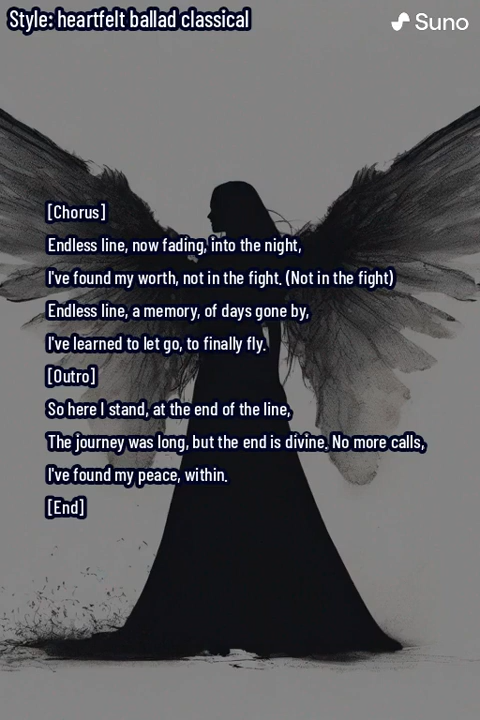 Style: heartfelt ballad classical
Suno
[Chorus]
Endless line, now fading, into the night,
I've found my worth, not in the fight. (Not in the fight)
Endless line, a memory, of days gone by,
I've learned to let go, to finally fly.
[Outro]
So here I stand, at the end of the line,
The journey was long, but the end is divine. No more calls,
I've found my peace, within.
[End]